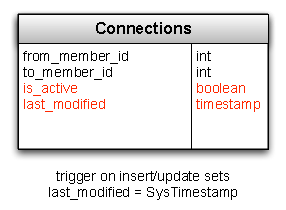 Connections
from_member_id int
to_member_id int
is_active boolean
last_modified timestamp
trigger on insert/update sets
last_modified = SysTimestamp